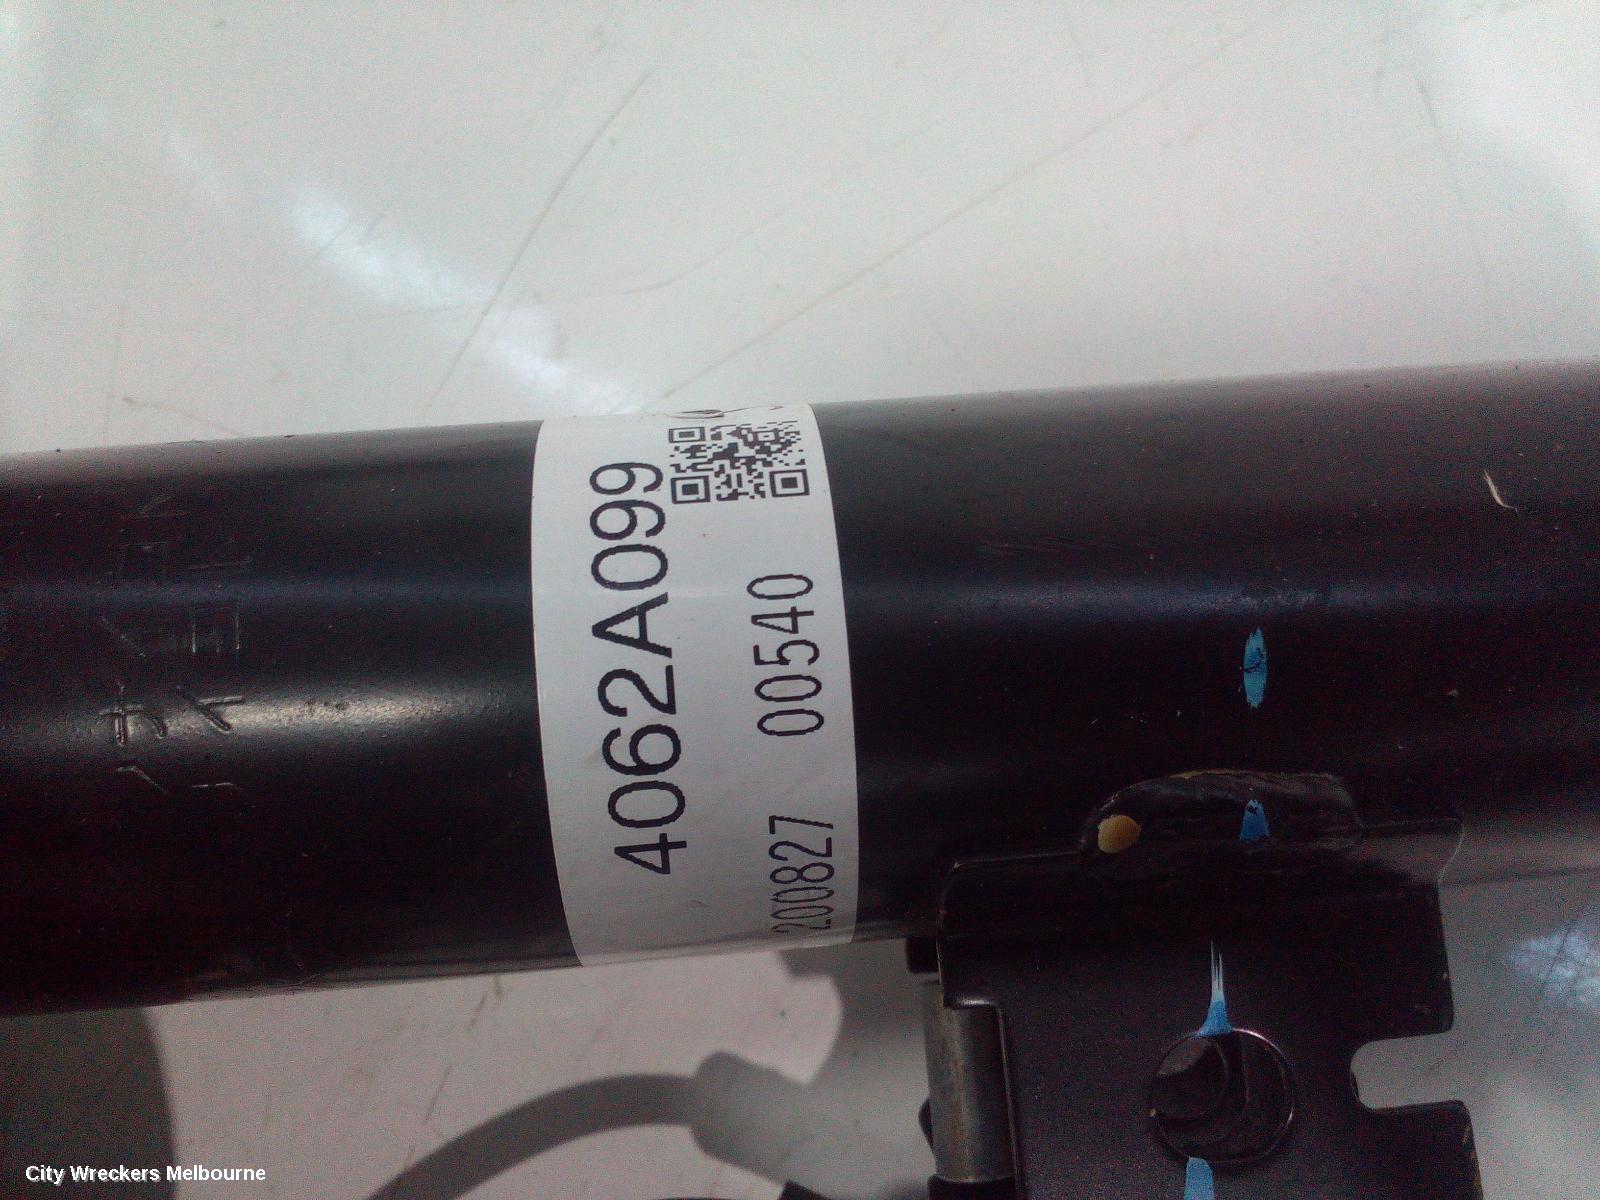 4062A099
200827 00540
City Wreckers Melbourne